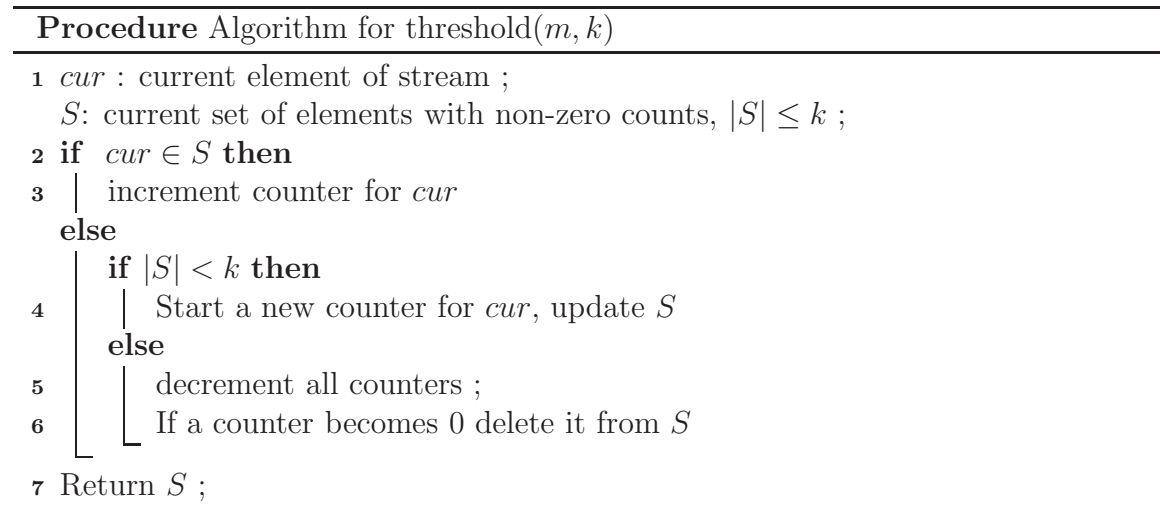 Procedure Algorithm for threshold(m, k)
1 cur : current element of stream ;
S: current set of elements with non-zero counts, |S| ≤ k ;
2 if cur ∈ S then
3 increment counter for cur
else
if |S| < k then
4 Start a new counter for cur, update S
else
5 decrement all counters ;
6 If a counter becomes 0 delete it from S
7 Return S ;